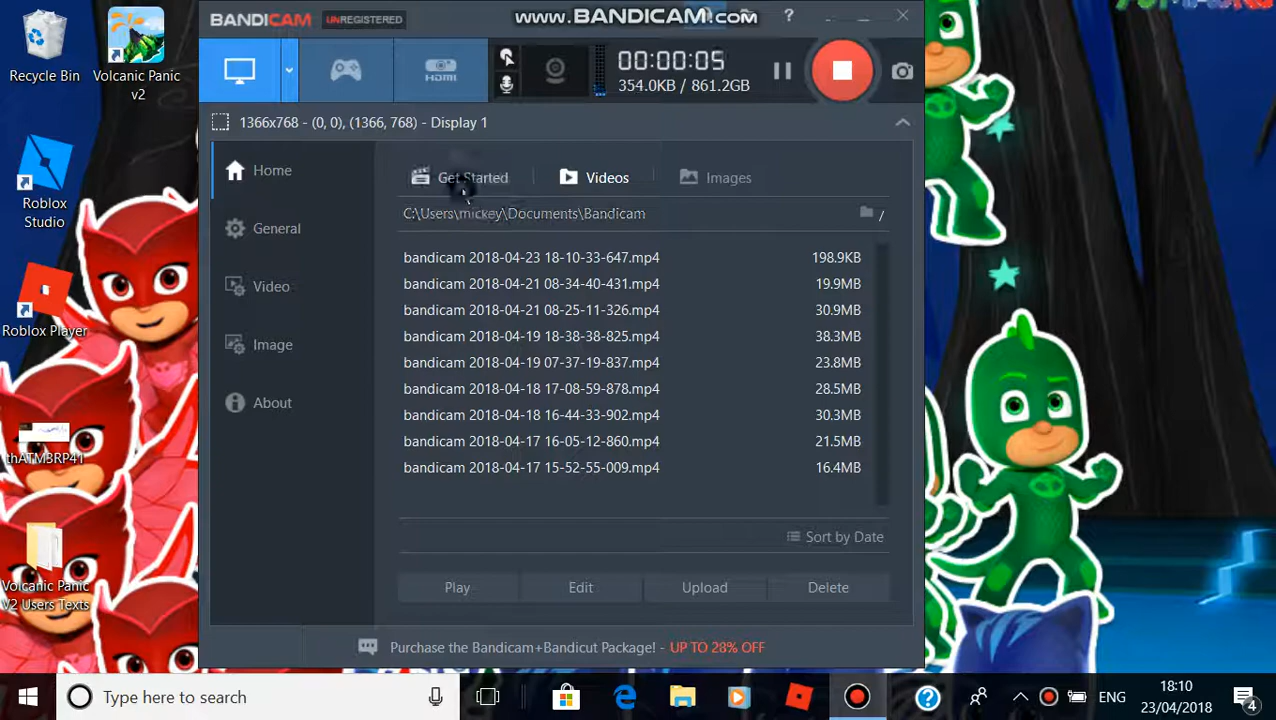 Recycle Bin
Volcanic Panic
v2
Roblox
Studio
Roblox Player
thATM3RP41
Volcanic Panic
V2 Users Texts
BANDICAM
UNREGISTERED
www.BANDICAM.com
?
HDMI
00:00:05
354.0KB / 861.2GB
1366x768 - (0, 0), (1366, 768) - Display 1
Home
General
Video
Image
About
Get Started
Videos
Images
C:\Users\mickey\Documents\Bandicam
/
bandicam 2018-04-23 18-10-33-647.mp4 198.9KB
bandicam 2018-04-21 08-34-40-431.mp4 19.9MB
bandicam 2018-04-21 08-25-11-326.mp4 30.9MB
bandicam 2018-04-19 18-38-38-825.mp4 38.3MB
bandicam 2018-04-19 07-37-19-837.mp4 23.8MB
bandicam 2018-04-18 17-08-59-878.mp4 28.5MB
bandicam 2018-04-18 16-44-33-902.mp4 30.3MB
bandicam 2018-04-17 16-05-12-860.mp4 21.5MB
bandicam 2018-04-17 15-52-55-009.mp4 16.4MB
Sort by Date
Play Edit Upload Delete
Purchase the Bandicam+Bandicut Package! - UP TO 28% OFF
Type here to search
ENG
18:10
23/04/2018
4